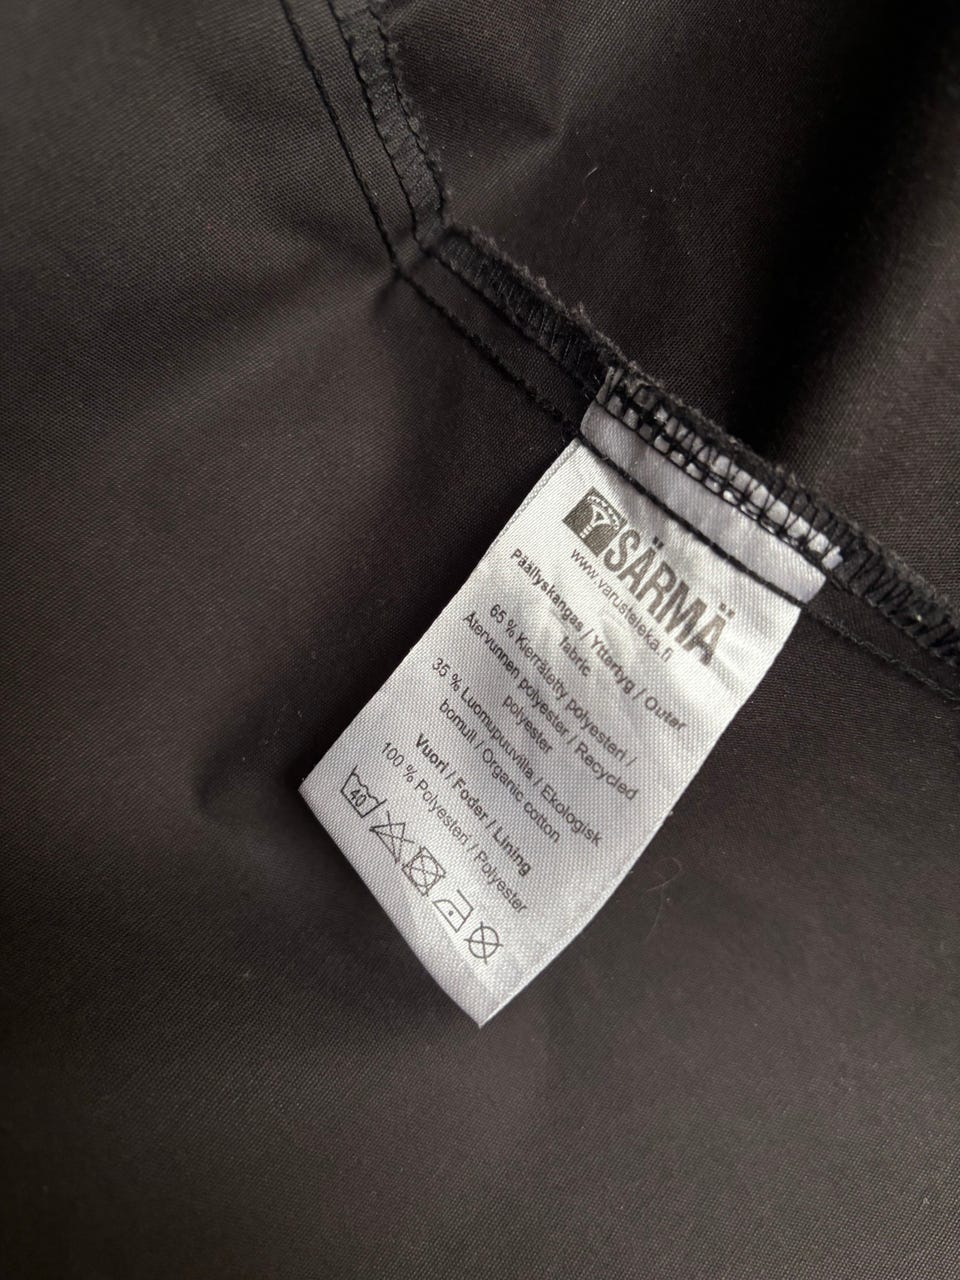 SÄRMÄ
www.varusteleka.fi
Päällyskangas / Yttertyg / Outer
fabric
65 % Kierrätetty polyesteri /
Återvunnen polyester / Recycled
polyester
35 % Luomupuuvilla / Ekologisk
bomull / Organic cotton
Vuori / Foder / Lining
100 % Polyesteri / Polyester
40